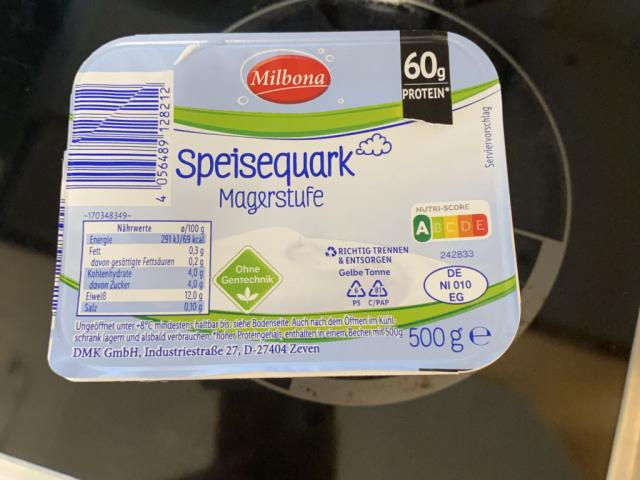 Milbona
60g
PROTEIN*
4 056489 128212
Speisequark
Magerstufe
Serviervorschlag
~170348349~
Nährwerte ø/100 g
Energie 291 kJ/69 kcal
Fett 0,3 g
davon gesättigte Fettsäuren 0,2 g
Kohlenhydrate 4,0 g
davon Zucker 4,0 g
Eiweiß 12,0 g
Salz 0,10 g
Ohne
Gentechnik
RICHTIG TRENNEN
& ENTSORGEN
Gelbe Tonne
6 81
PS C/PAP
NUTRI-SCORE
A B C D E
242833
DE
NI 010
EG
Ungeöffnet unter +8°C mindestens haltbar bis: siehe Bodenseite. Auch nach dem Öffnen im Kühl-
schrank lagern und alsbald verbrauchen. *hoher Proteingehalt, enthalten in einem Becher mit 500g.
500 g e
DMK GmbH, Industriestraße 27, D-27404 Zeven